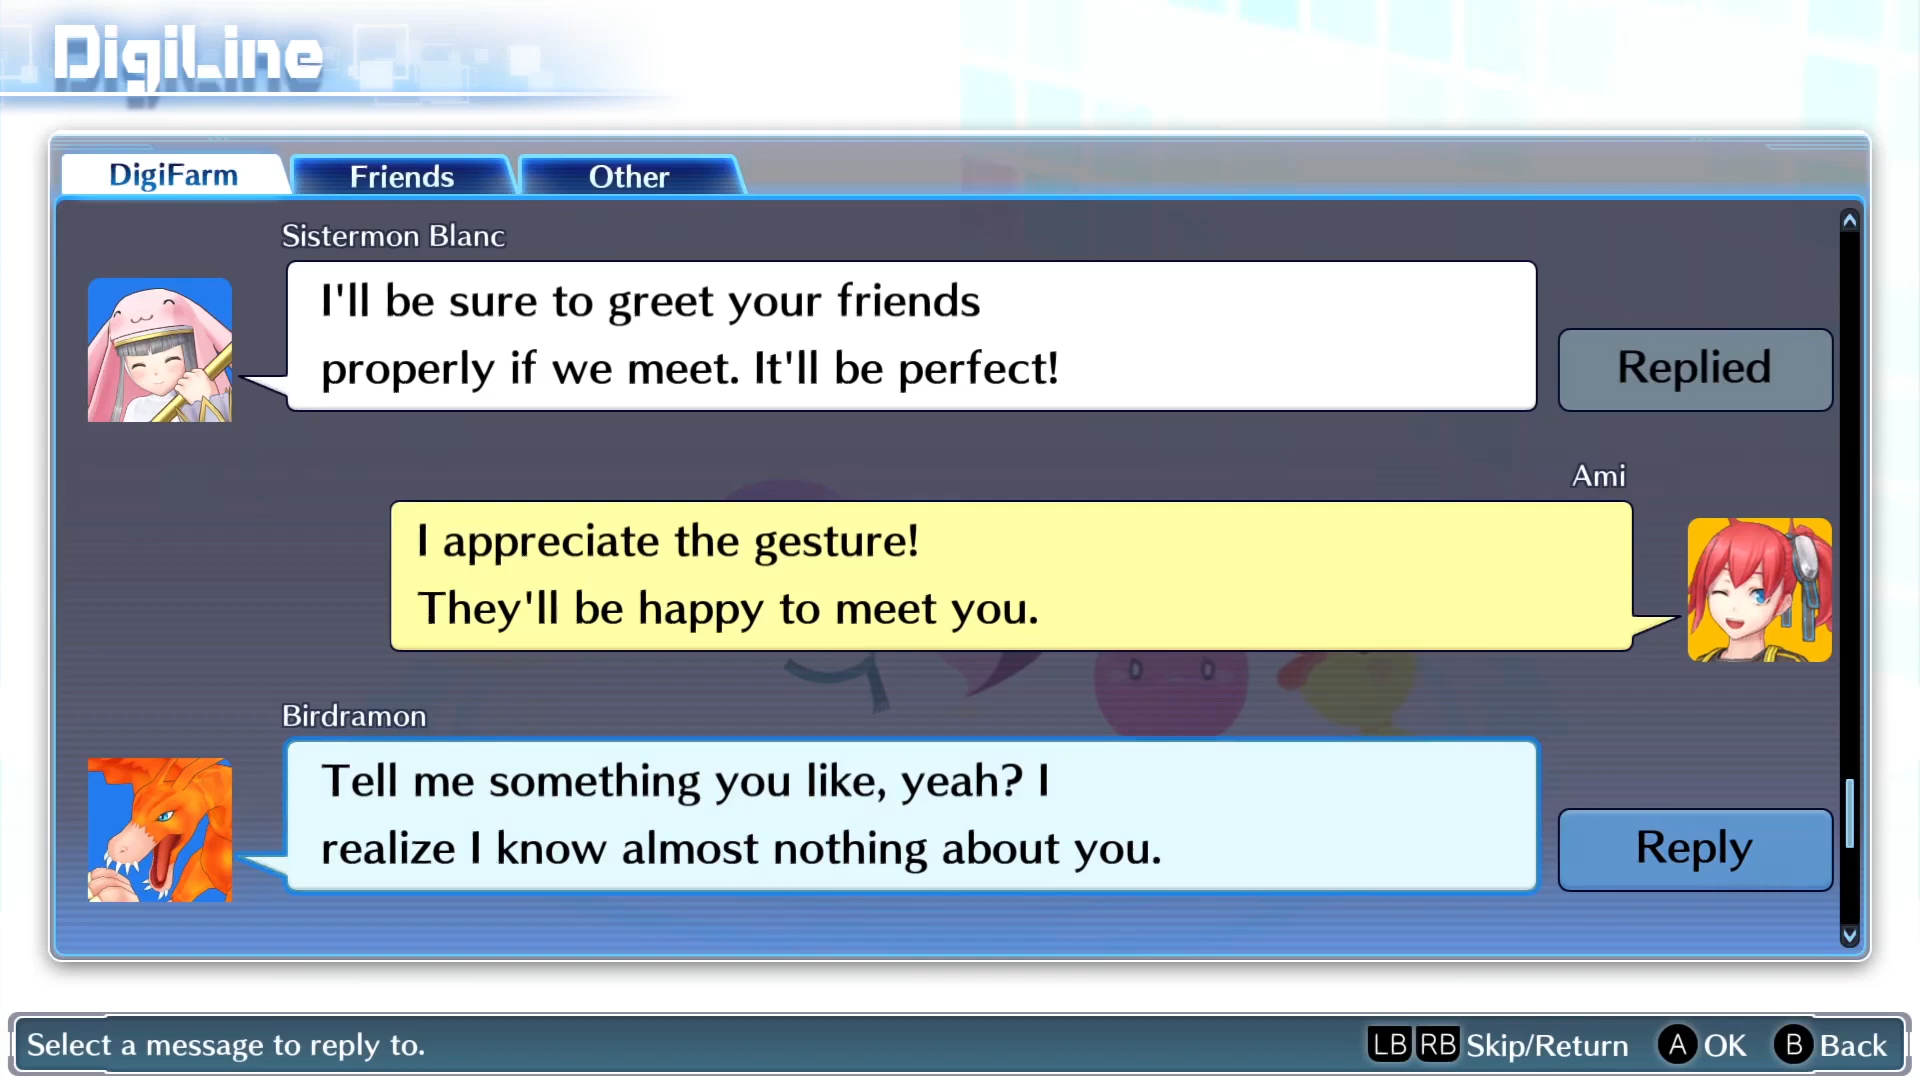 DigiLine
DigiFarm
Friends
Other
Sistermon Blanc
I'll be sure to greet your friends
properly if we meet. It'll be perfect!
Replied
Ami
I appreciate the gesture!
They'll be happy to meet you.
Birdramon
Tell me something you like, yeah? I
realize I know almost nothing about you.
Reply
Select a message to reply to.
LB RB Skip/Return A OK B Back